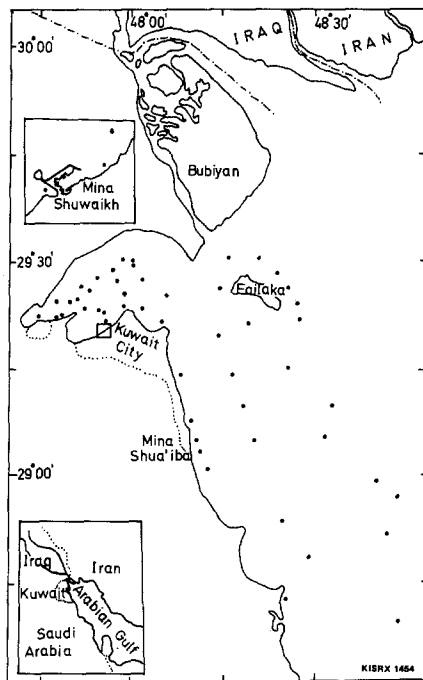 48°00'
48°30'
30°00'
IRAQ
IRAN
Bubiyan
Mina
Shuwaikh
29°30'
Failaka
Kuwait
City
Mina
Shua'iba
29°00'
Iraq
Iran
Kuwait
Arabian Gulf
Saudi
Arabia
KISRX 1454